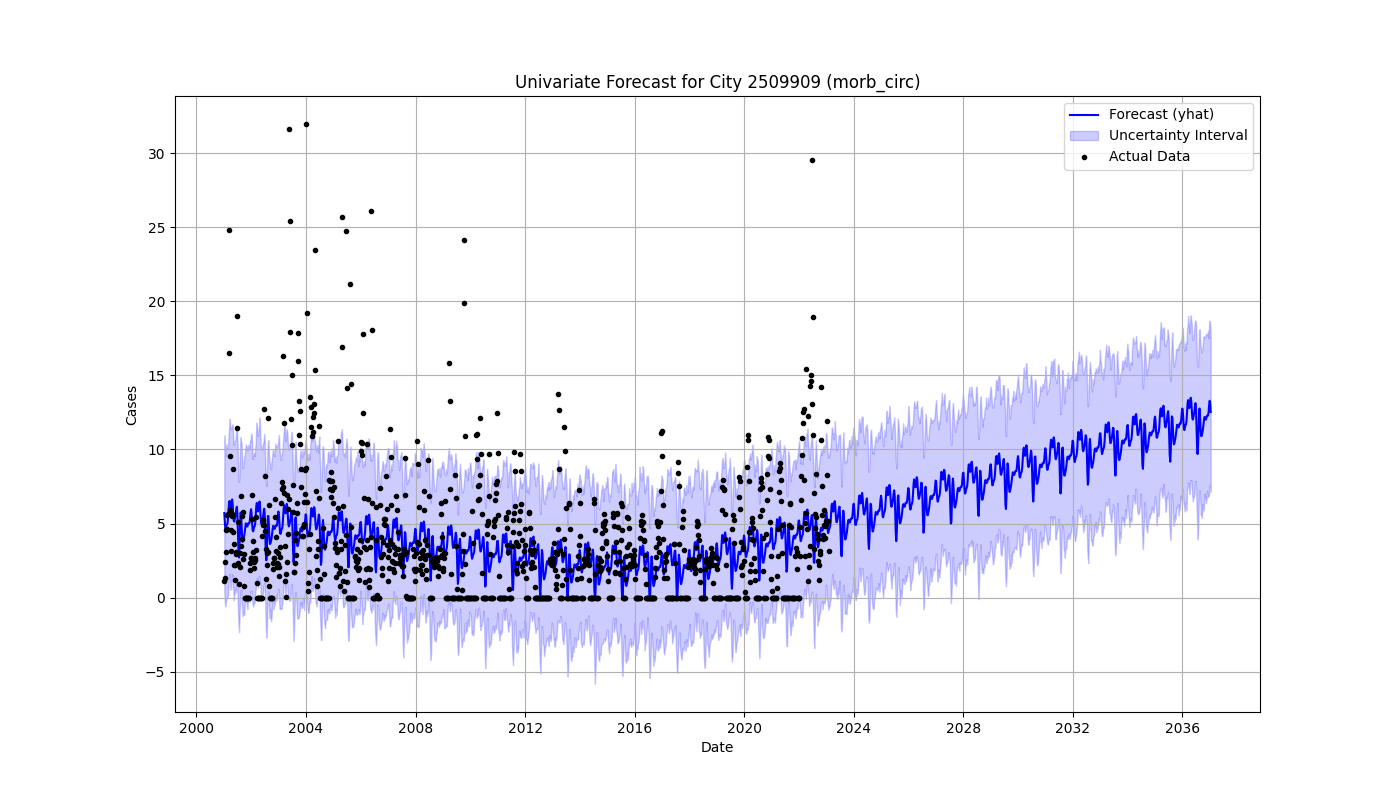 Univariate Forecast for City 2509909 (morb_circ)
Forecast (yhat)
Uncertainty Interval
Actual Data
Cases
30
25
20
15
10
5
0
−5
2000 2004 2008 2012 2016 2020 2024 2028 2032 2036
Date